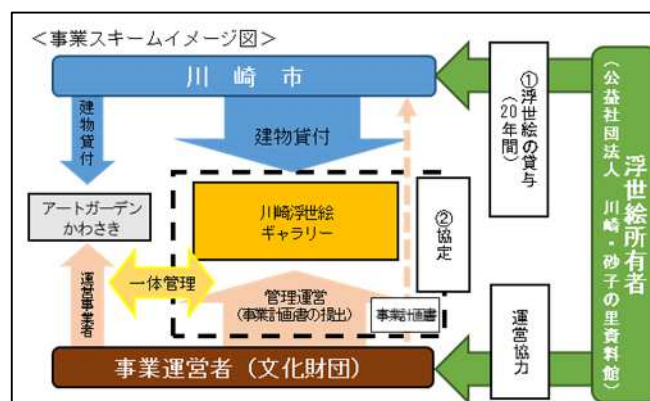 ＜事業スキームイメージ図＞
川崎市
建物貸付
建物貸付
①浮世絵の貸与
（20年間）
浮世絵所有者
（公益社団法人　川崎・砂子の里資料館）
アートガーデン
かわさき
川崎浮世絵
ギャラリー
②協定
運営事業者
一体管理
管理運営
（事業計画書の提出）
事業計画書
運営協力
事業運営者（文化財団）